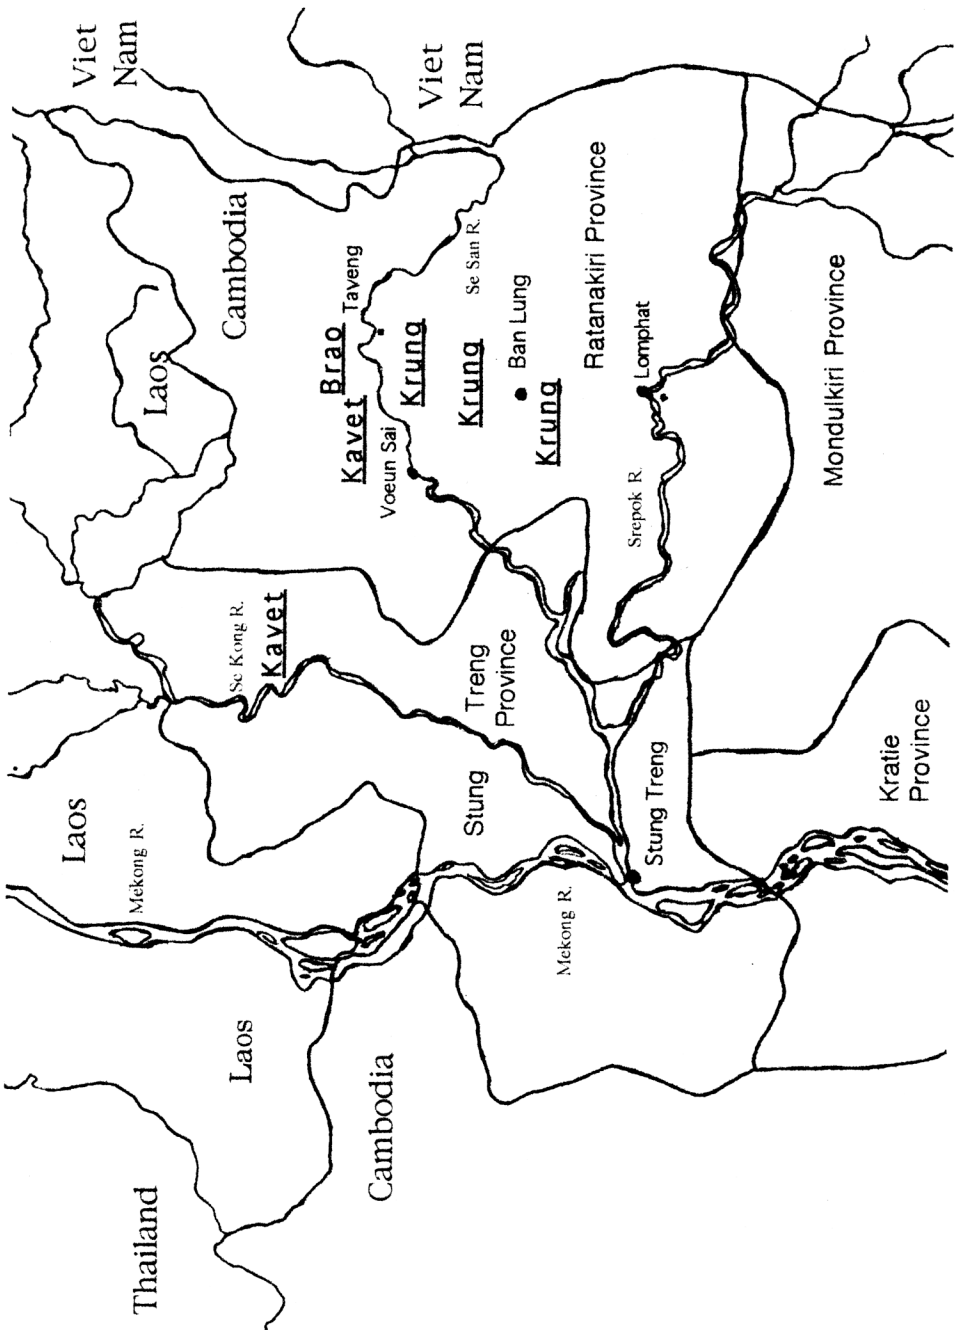 Laos
Viet
Nam
Thailand
Mekong R.
Laos
Laos
Se Kong R.
Cambodia
Kavet
Brao
Kavet
Taveng
Cambodia
Voeun Sai
Krung
Viet
Nam
Stung
Treng
Province
Krung
Se San R.
Ban Lung
Krung
Mekong R.
Ratanakiri Province
Srepok R.
Lomphat
Stung Treng
Mondulkiri Province
Kratie
Province